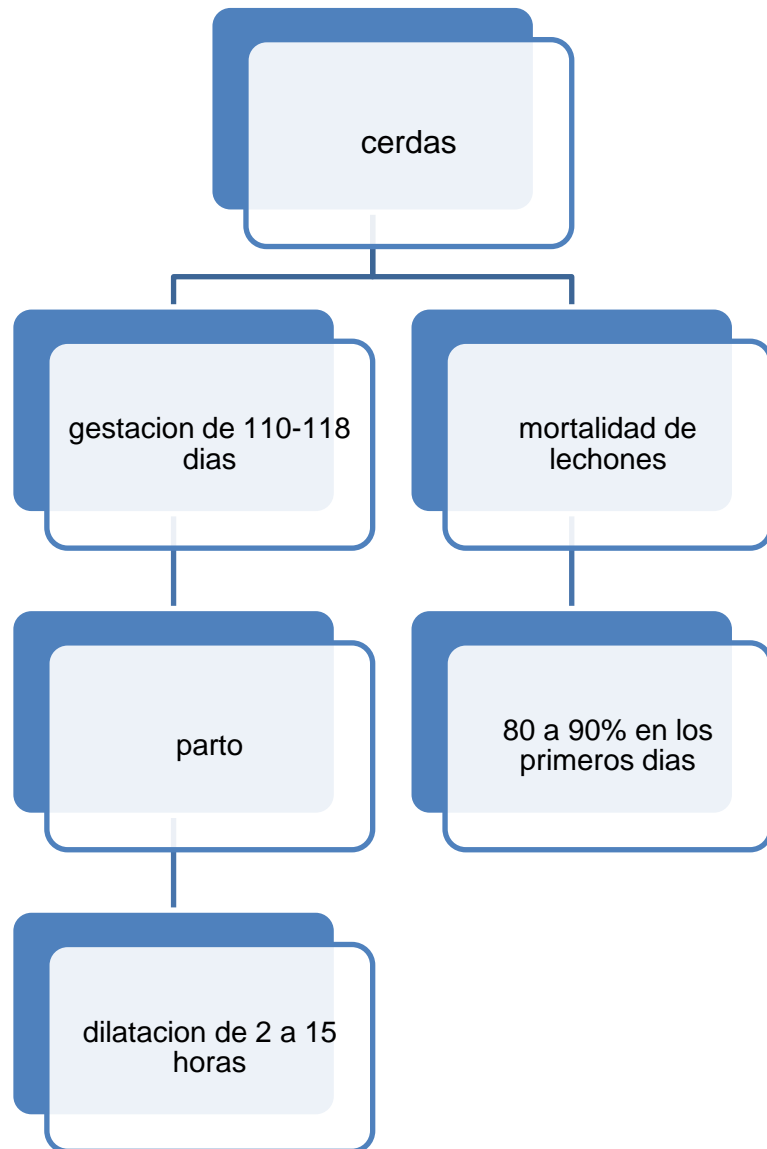 cerdas
gestacion de 110-118
dias
mortalidad de
lechones
parto
80 a 90% en los
primeros dias
dilatacion de 2 a 15
horas